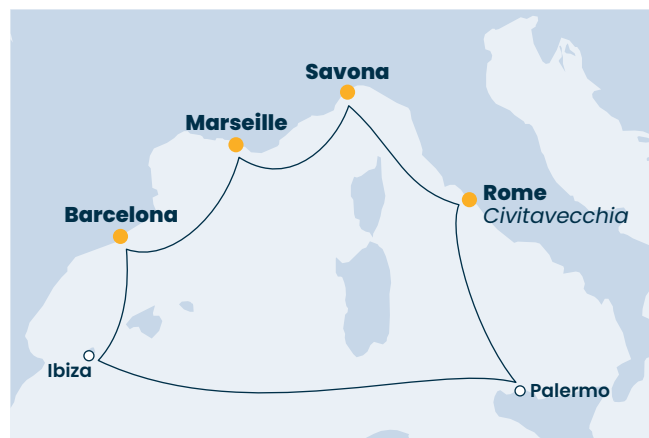 Savona
Marseille
Rome
Civitavecchia
Barcelona
Ibiza
Palermo